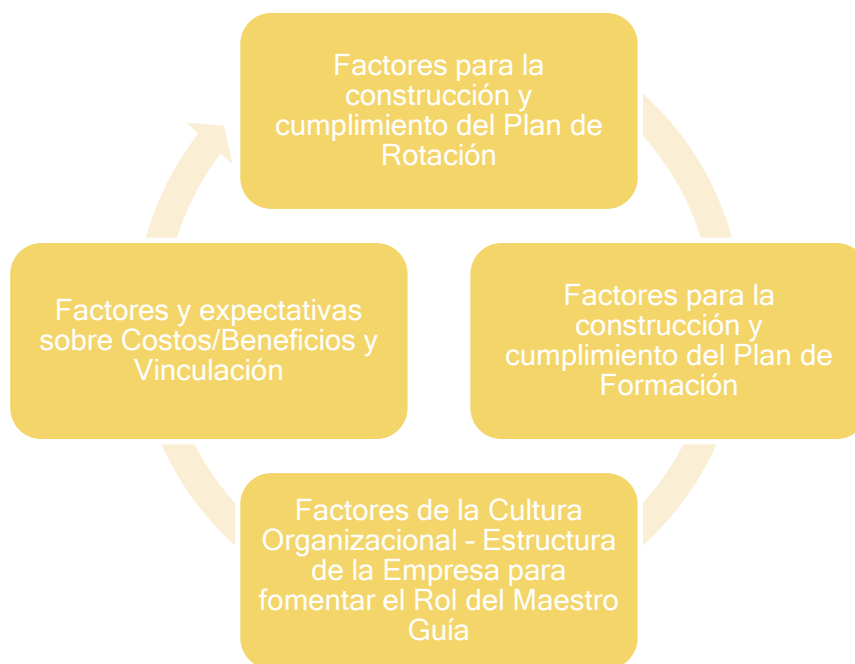 Factores para la
construcción y
cumplimiento del Plan de
Rotación
Factores y expectativas
sobre Costos/Beneficios y
Vinculación
Factores para la
construcción y
cumplimiento del Plan de
Formación
Factores de la Cultura
Organizacional – Estructura
de la Empresa para
fomentar el Rol del Maestro
Guía